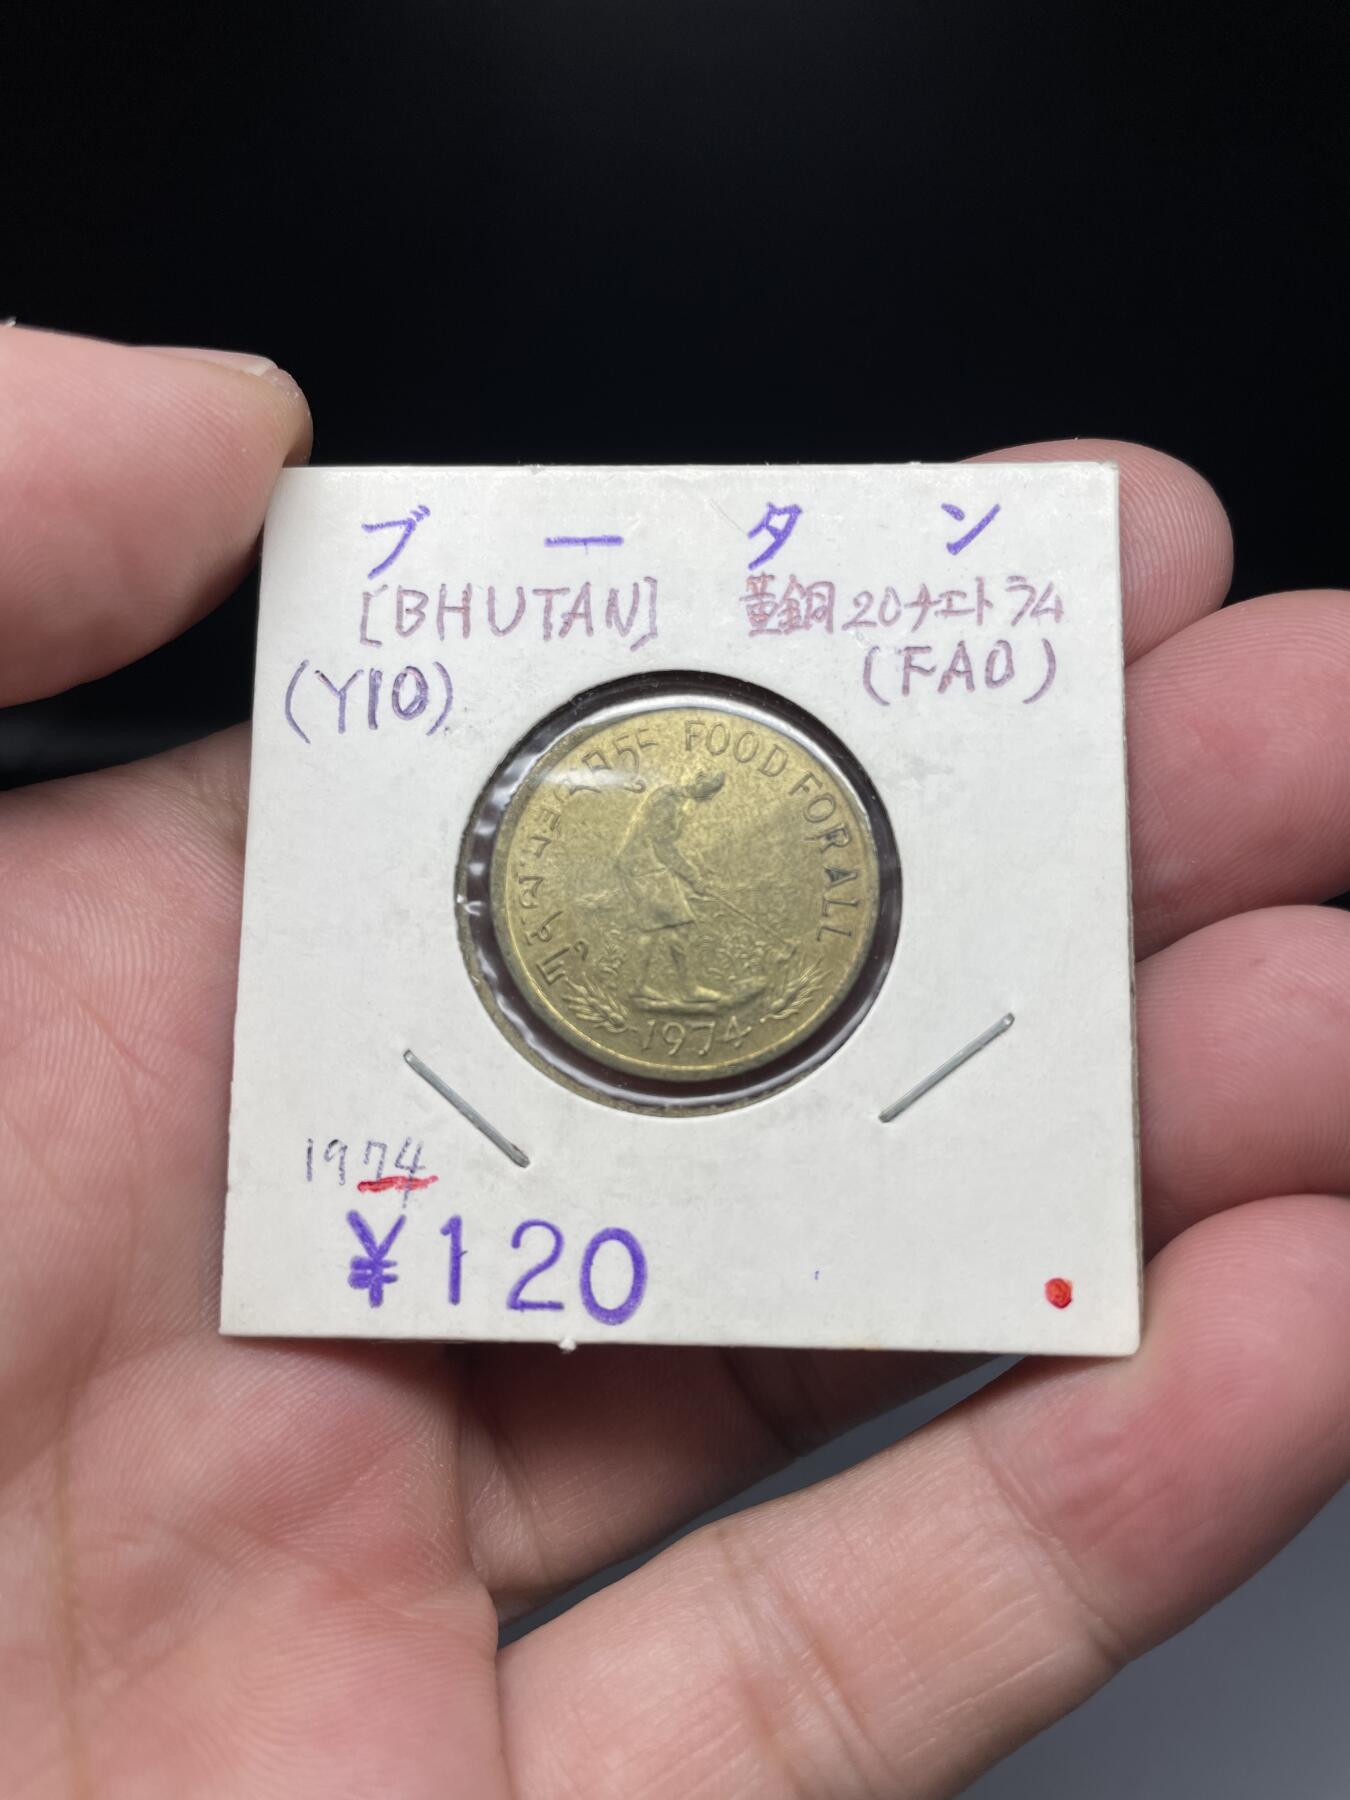 ブータン
[BHUTAN] 黄銅20チエトラム
(Y10) (FAO)
FOOD FOR ALL
1974
1974
¥120